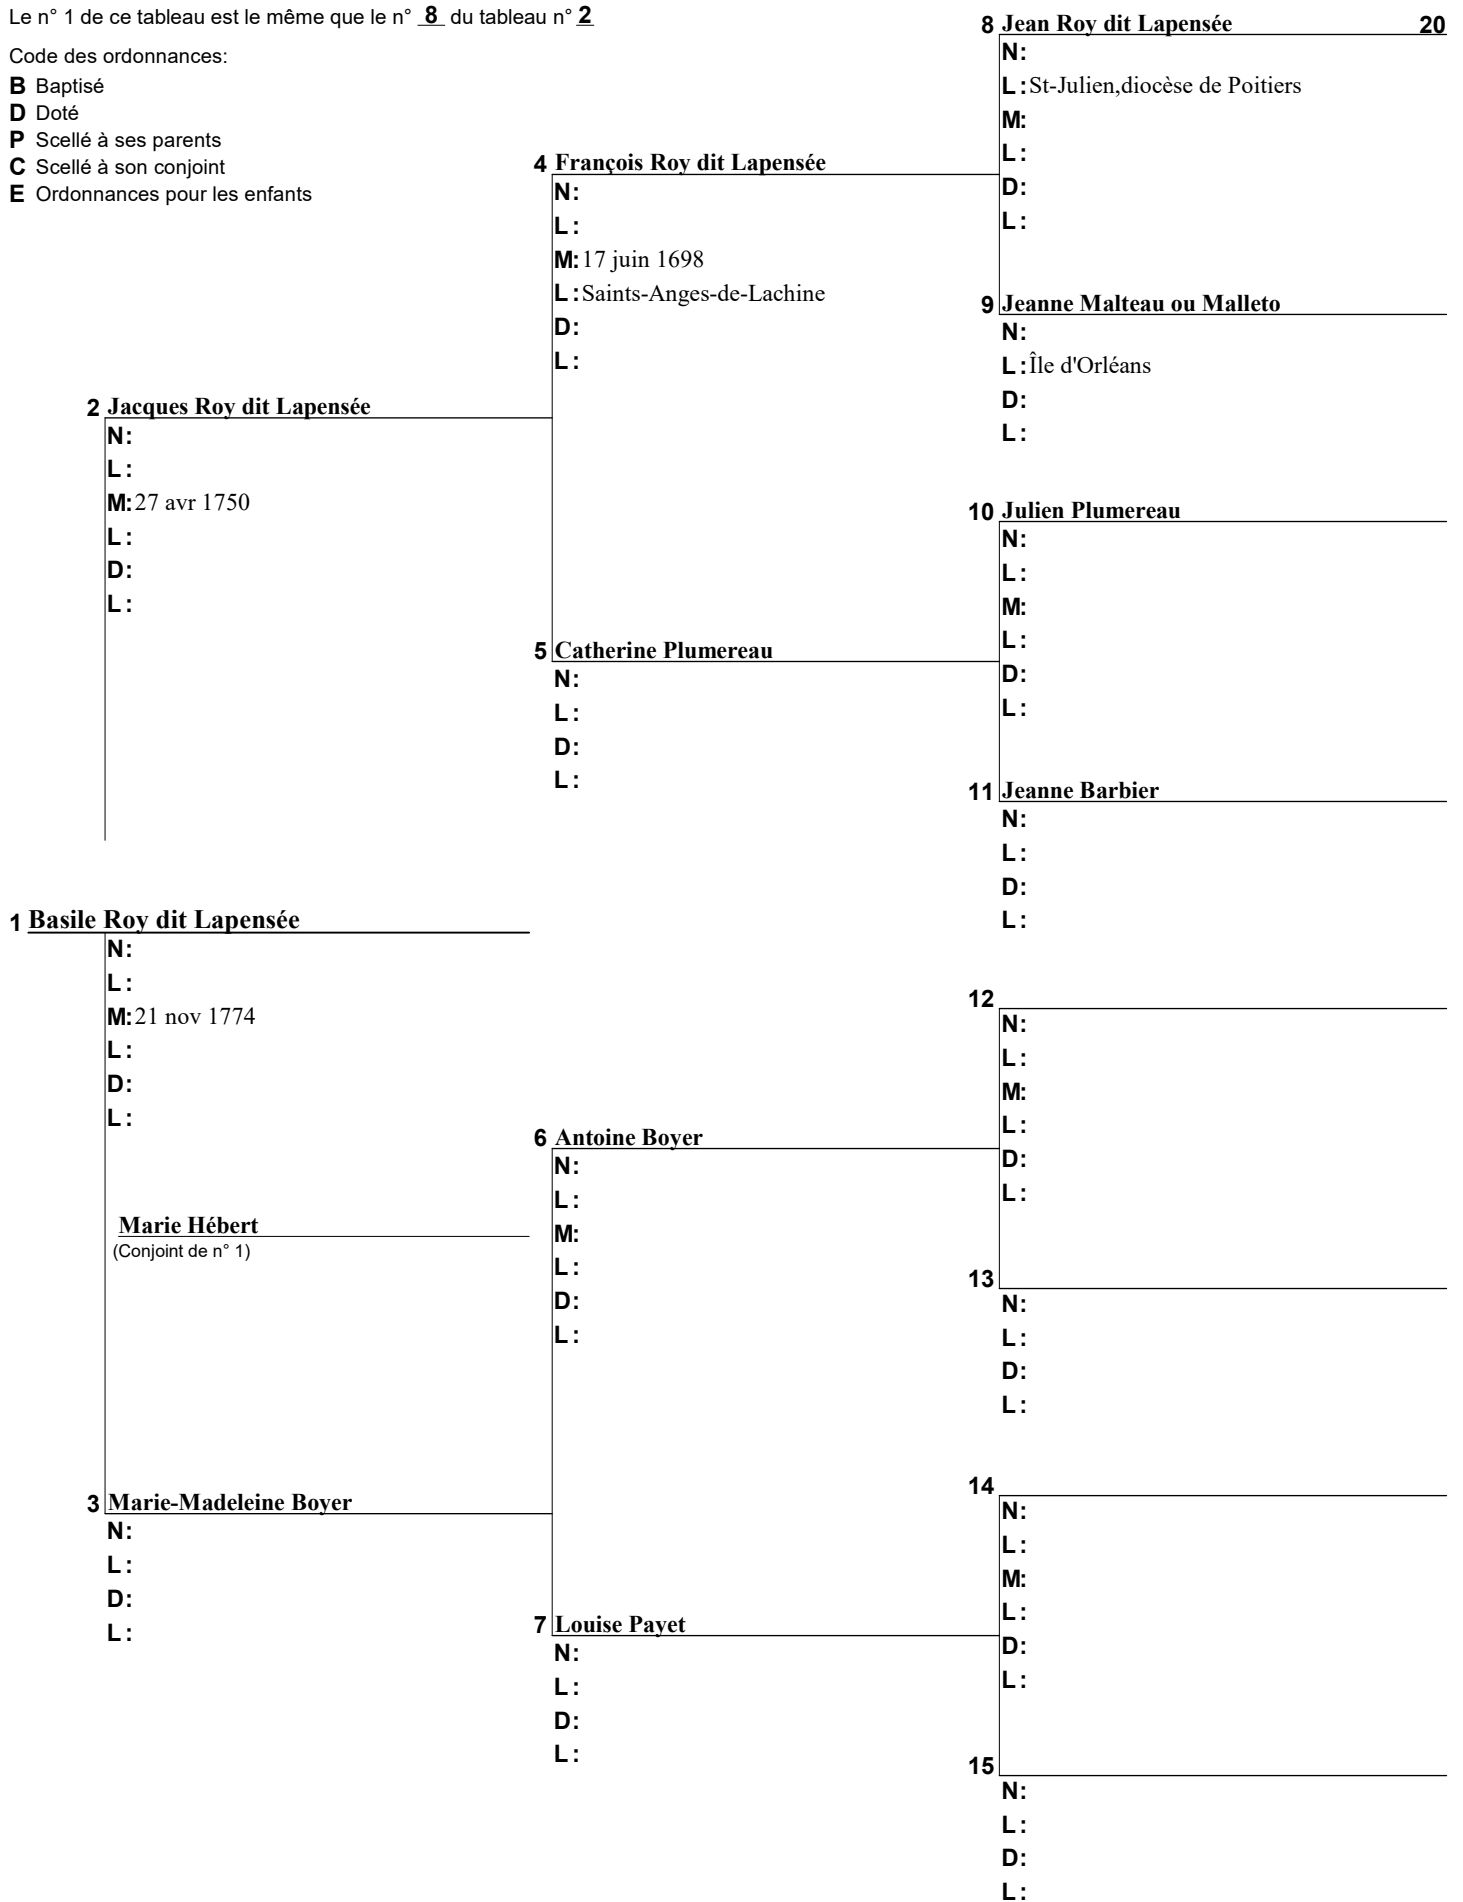 Le n° 1 de ce tableau est le même que le n° 8 du tableau n° 2
Code des ordonnances:
B Baptisé
D Doté
P Scellé à ses parents
C Scellé à son conjoint
E Ordonnances pour les enfants
8 Jean Roy dit Lapensée 20
N:
L: St-Julien,diocèse de Poitiers
M:
L:
D:
L:
4 François Roy dit Lapensée
N:
L:
M: 17 juin 1698
L: Saints-Anges-de-Lachine
D:
L:
9 Jeanne Malteau ou Malleto
N:
L: Île d'Orléans
D:
L:
2 Jacques Roy dit Lapensée
N:
L:
M: 27 avr 1750
L:
D:
L:
10 Julien Plumereau
N:
L:
M:
L:
D:
L:
5 Catherine Plumereau
N:
L:
D:
L:
11 Jeanne Barbier
N:
L:
D:
L:
1 Basile Roy dit Lapensée
N:
L:
M: 21 nov 1774
L:
D:
L:
Marie Hébert
(Conjoint de n° 1)
12
N:
L:
M:
L:
D:
L:
6 Antoine Boyer
N:
L:
M:
L:
D:
L:
13
N:
L:
D:
L:
3 Marie-Madeleine Boyer
N:
L:
D:
L:
14
N:
L:
M:
L:
D:
L:
7 Louise Payet
N:
L:
D:
L:
15
N:
L:
D:
L: